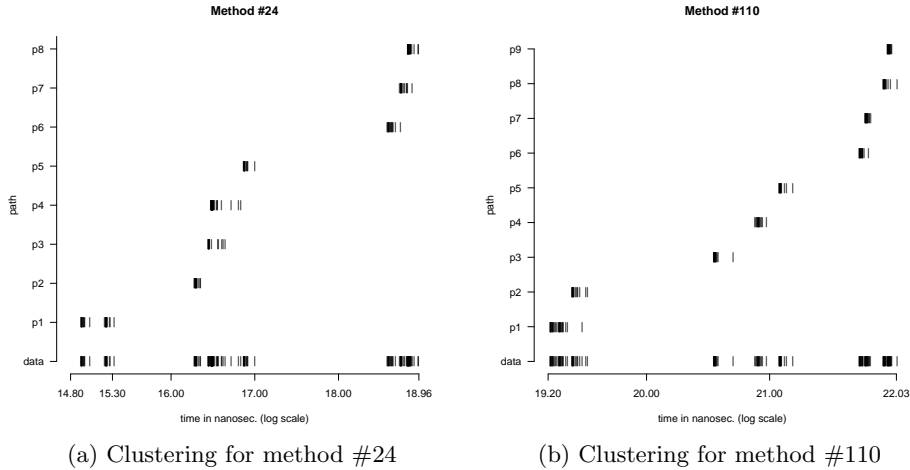 Method #24
p8
p7
p6
p5
p4
p3
p2
p1
data
path
14.80 15.30 16.00 17.00 18.00 18.96
time in nanosec. (log scale)
(a) Clustering for method #24
Method #110
p9
p8
p7
p6
p5
p4
p3
p2
p1
data
path
19.20 20.00 21.00 22.03
time in nanosec. (log scale)
(b) Clustering for method #110